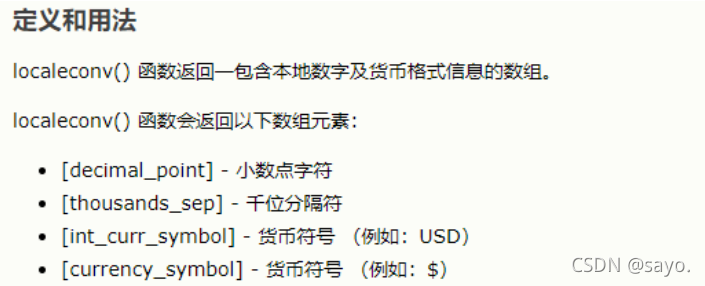 定义和用法
localeconv() 函数返回一包含本地数字及货币格式信息的数组。
localeconv() 函数会返回以下数组元素：
• [decimal_point] - 小数点字符
• [thousands_sep] - 千位分隔符
• [int_curr_symbol] - 货币符号 （例如：USD）
• [currency_symbol] - 货币符号 （例如：$）
CSDN @sayo.